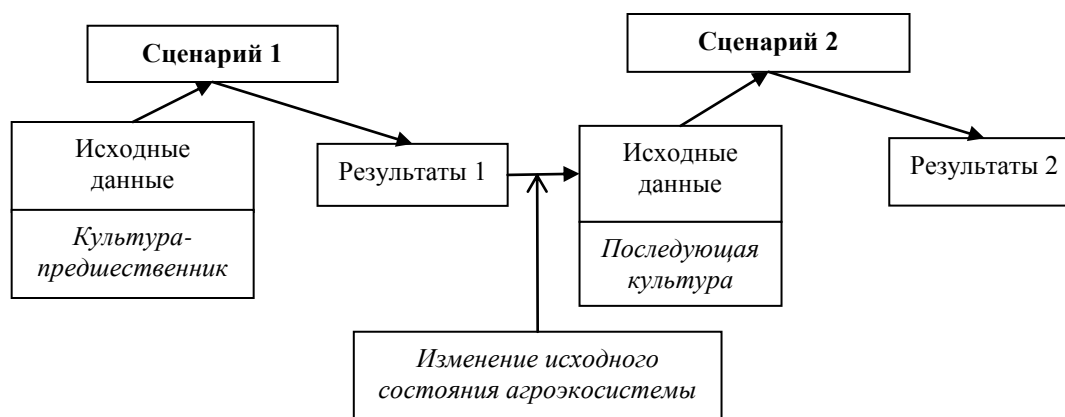 Сценарий 1
Сценарий 2
Исходные
данные
Культура-
предшественник
Результаты 1
Исходные
данные
Последующая
культура
Результаты 2
Изменение исходного
состояния агроэкосистемы